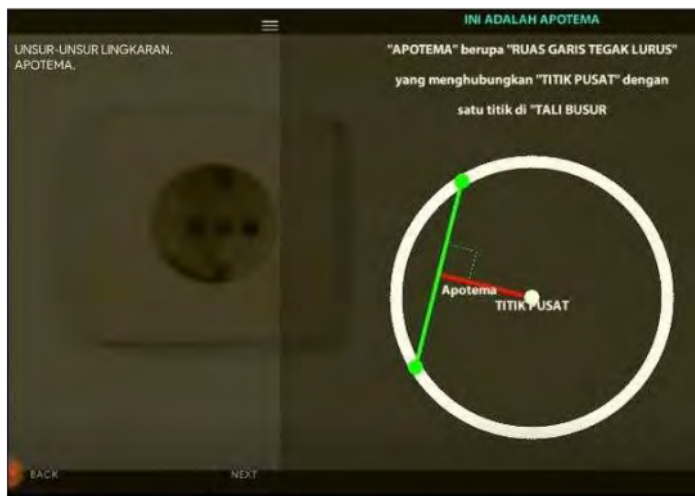 UNSUR-UNSUR LINGKARAN.
APOTEMA.
INI ADALAH APOTEMA
"APOTEMA" berupa "RUAS GARIS TEGAK LURUS"
yang menghubungkan "TITIK PUSAT" dengan
satu titik di "TALI BUSUR
Apotema
TITIK PUSAT
BACK
NEXT